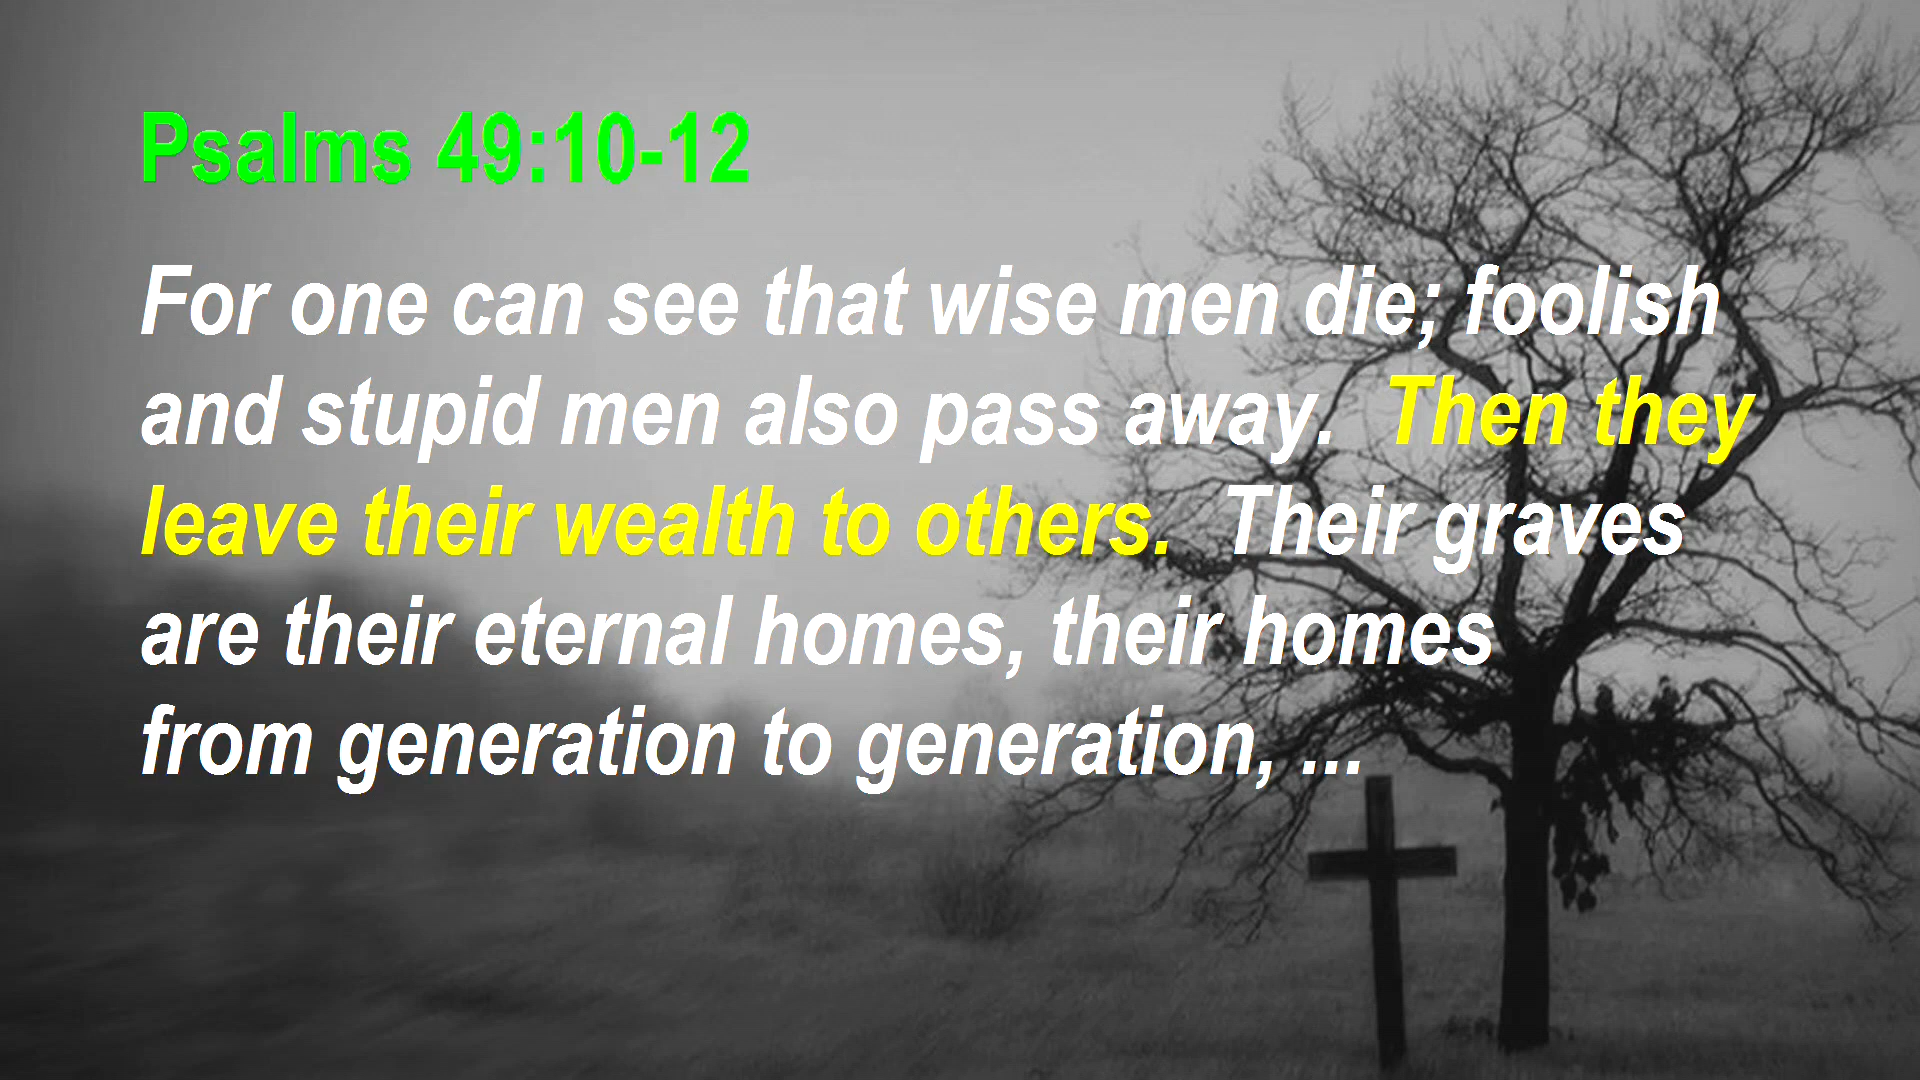 Psalms 49:10-12
For one can see that wise men die; foolish
and stupid men also pass away.  Then they
leave their wealth to others.  Their graves
are their eternal homes, their homes
from generation to generation, ...